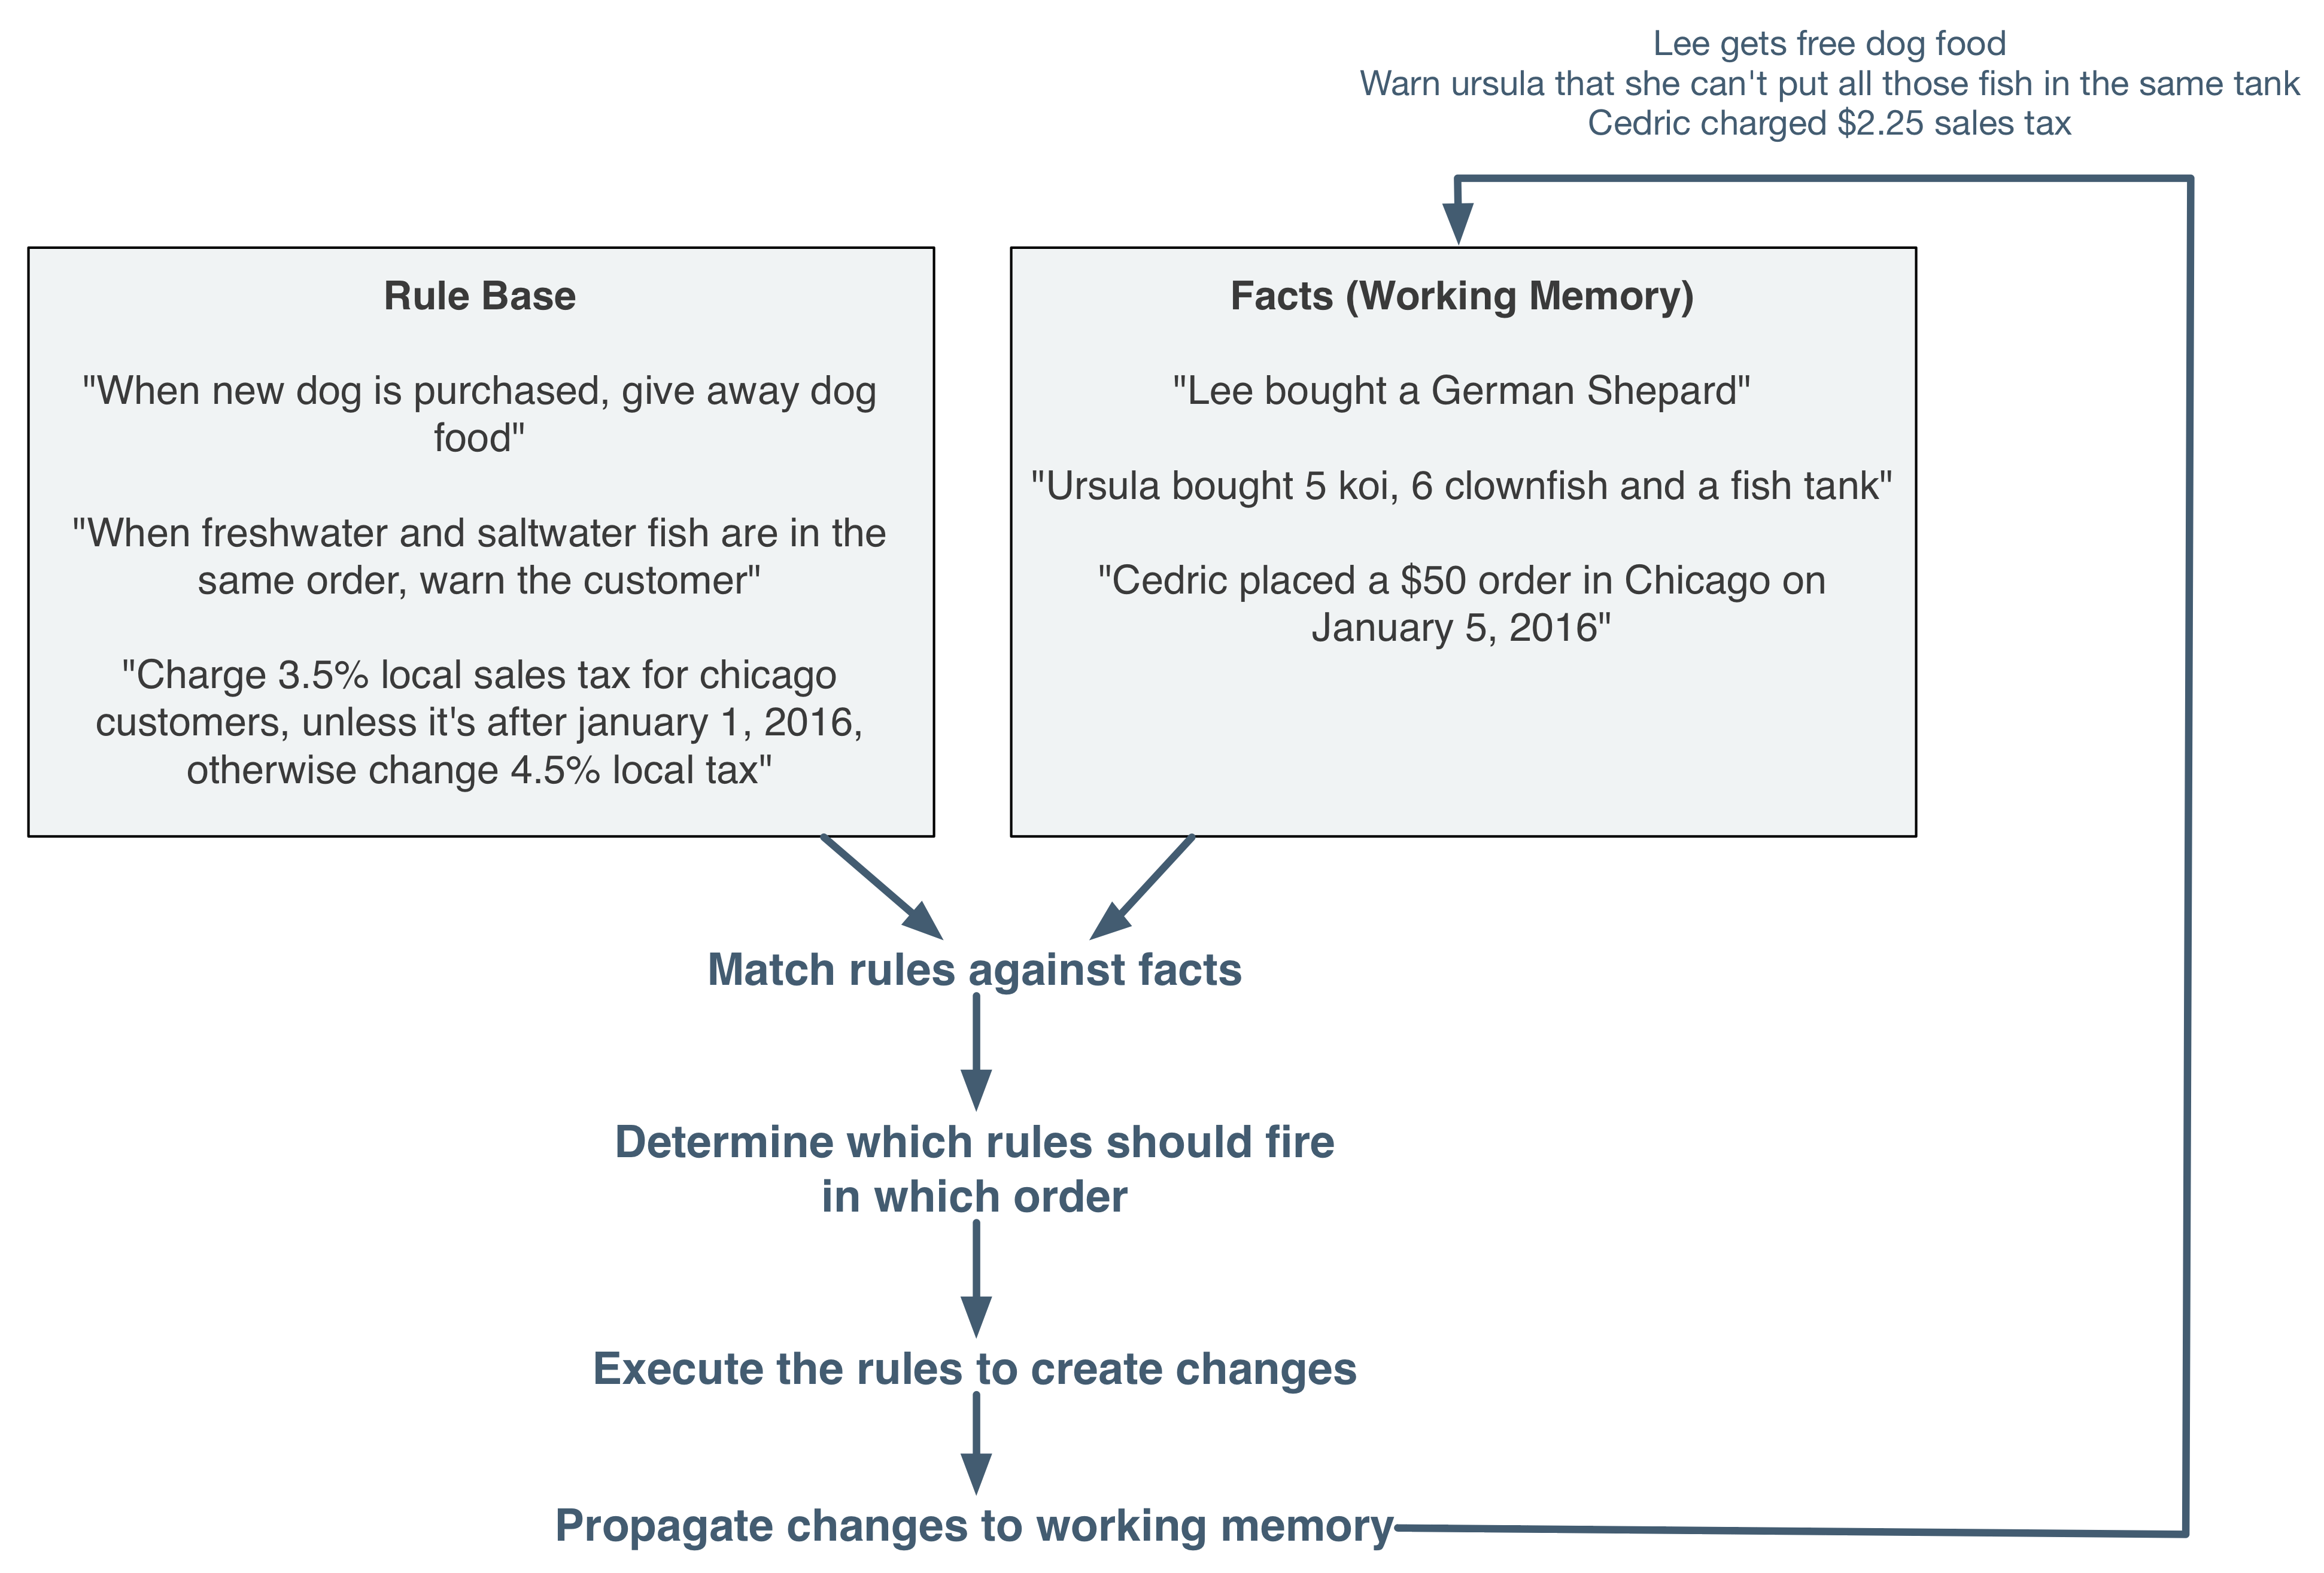 Lee gets free dog food
Warn ursula that she can't put all those fish in the same tank
Cedric charged $2.25 sales tax
Rule Base
"When new dog is purchased, give away dog
food"
"When freshwater and saltwater fish are in the
same order, warn the customer"
"Charge 3.5% local sales tax for chicago
customers, unless it's after january 1, 2016,
otherwise change 4.5% local tax"
Facts (Working Memory)
"Lee bought a German Shepard"
"Ursula bought 5 koi, 6 clownfish and a fish tank"
"Cedric placed a $50 order in Chicago on
January 5, 2016"
Match rules against facts
Determine which rules should fire
in which order
Execute the rules to create changes
Propagate changes to working memory